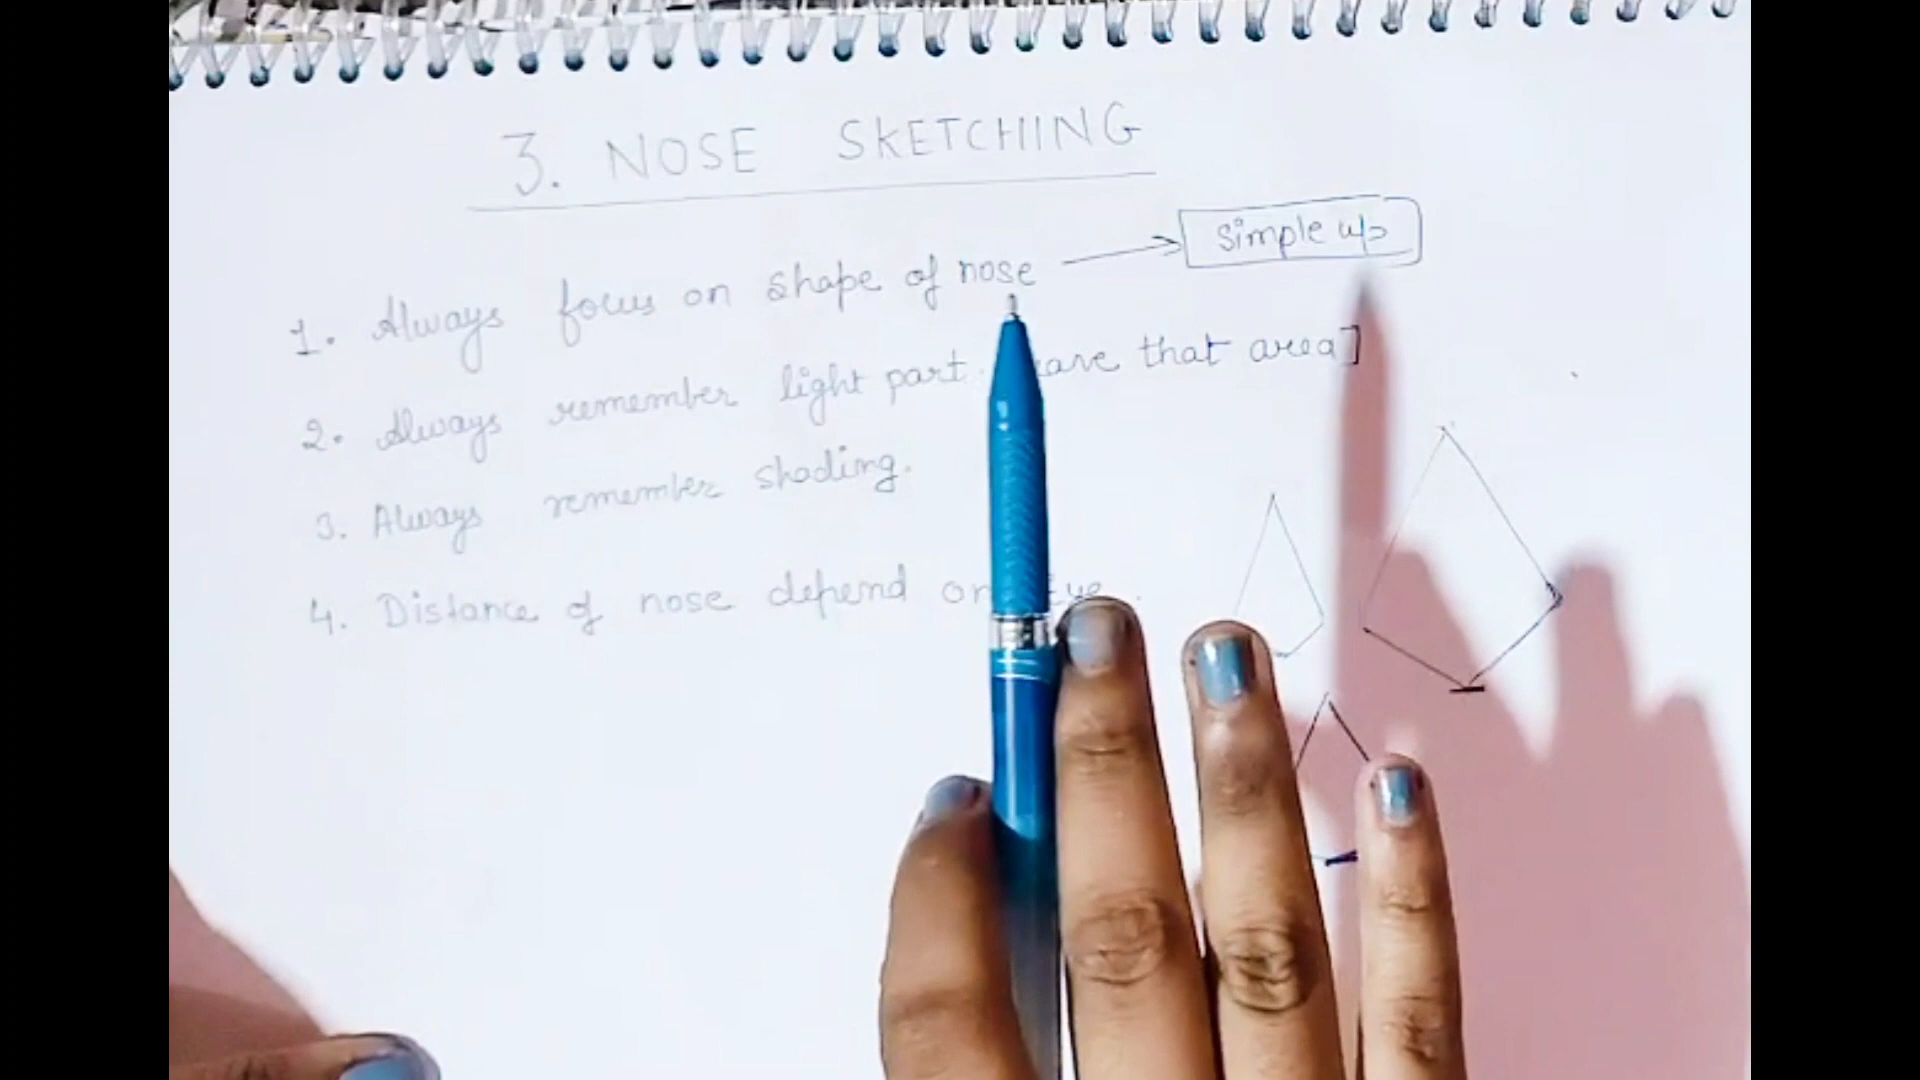 3. NOSE SKETCHING
1. Always focus on shape of nose → simple
2. Always remember light part. that area]
3. Always remember shading.
4. Distance of nose depend on Eye.